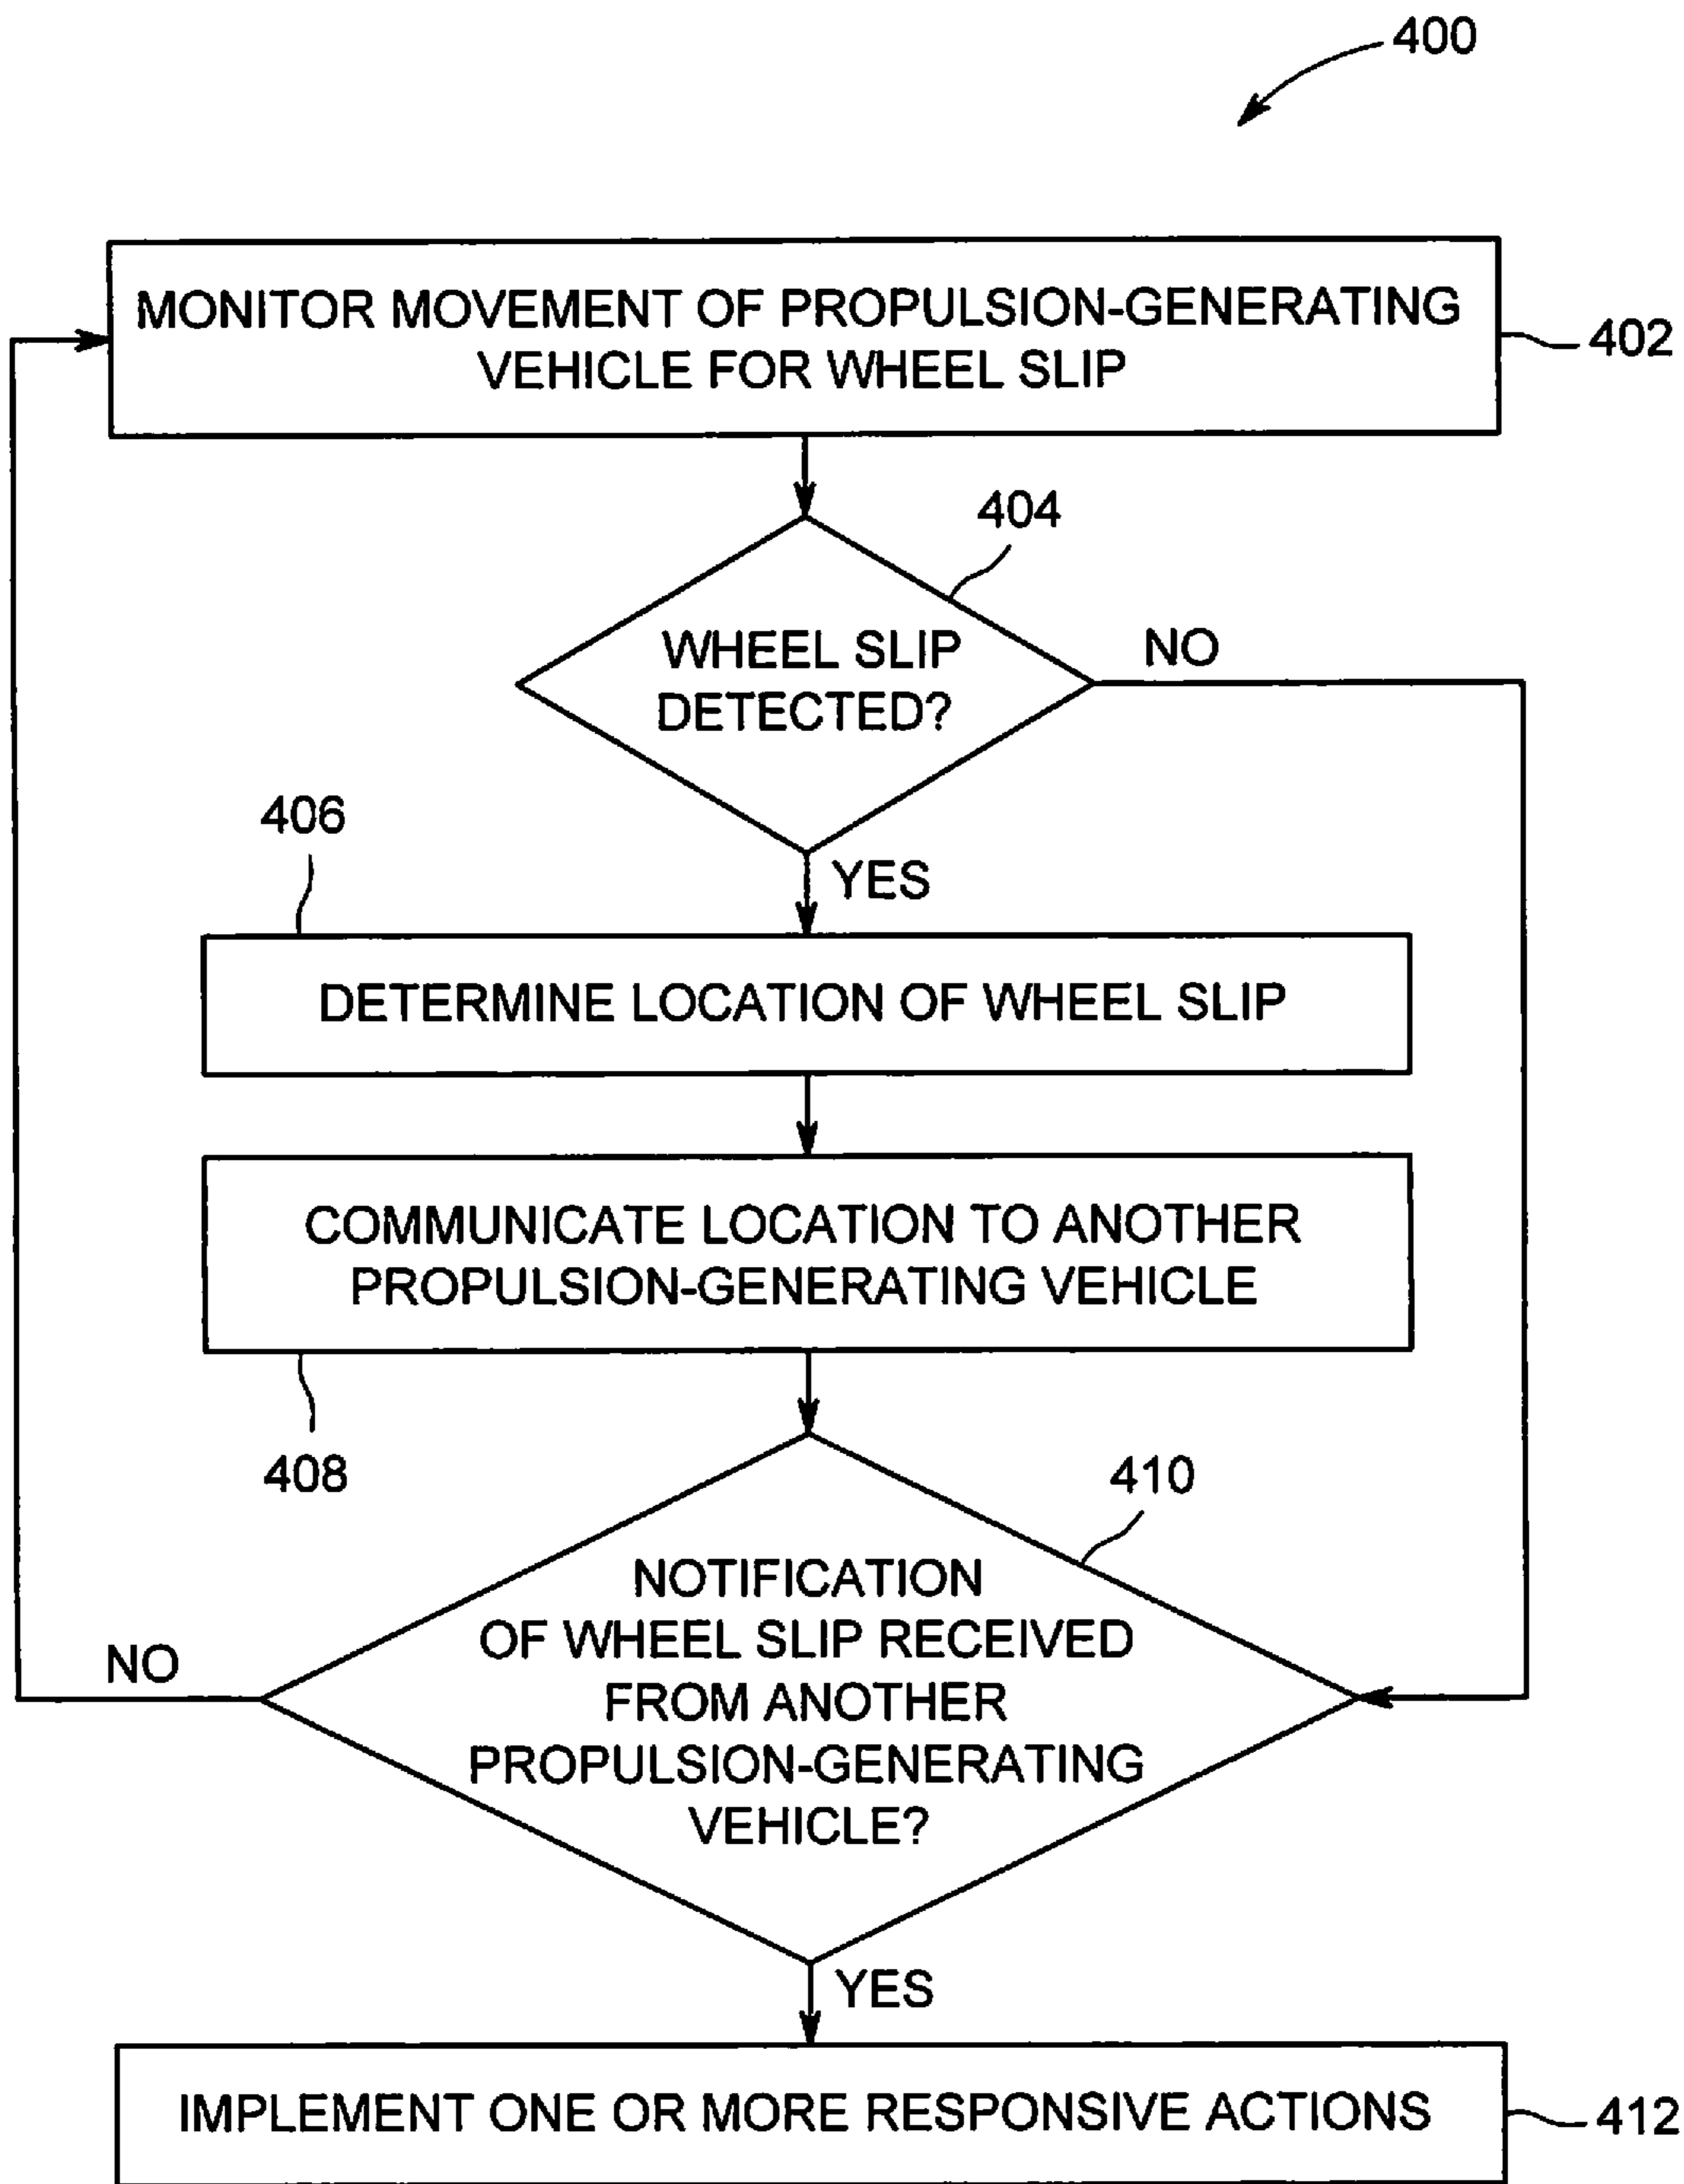 400
MONITOR MOVEMENT OF PROPULSION-GENERATING
VEHICLE FOR WHEEL SLIP
402
404
WHEEL SLIP
DETECTED?
NO
406
YES
DETERMINE LOCATION OF WHEEL SLIP
COMMUNICATE LOCATION TO ANOTHER
PROPULSION-GENERATING VEHICLE
408
410
NOTIFICATION
OF WHEEL SLIP RECEIVED
FROM ANOTHER
PROPULSION-GENERATING
VEHICLE?
NO
YES
IMPLEMENT ONE OR MORE RESPONSIVE ACTIONS
412